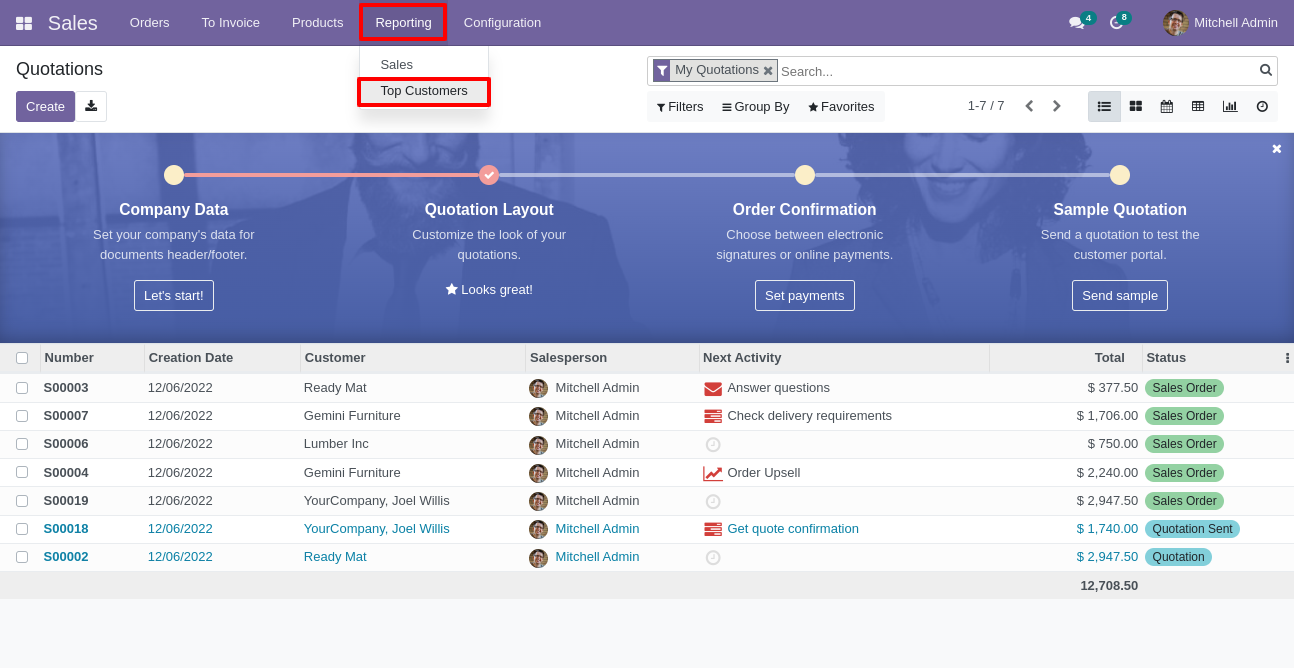 Sales Orders To Invoice Products Reporting Configuration 4 8 Mitchell Admin
Quotations
Sales
Top Customers
My Quotations Search...
Create
Filters Group By Favorites 1-7 / 7
Company Data
Set your company's data for
documents header/footer.
Let's start!
Quotation Layout
Customize the look of your
quotations.
Looks great!
Order Confirmation
Choose between electronic
signatures or online payments.
Set payments
Sample Quotation
Send a quotation to test the
customer portal.
Send sample
Number Creation Date Customer Salesperson Next Activity Total Status
S00003 12/06/2022 Ready Mat Mitchell Admin Answer questions $ 377.50 Sales Order
S00007 12/06/2022 Gemini Furniture Mitchell Admin Check delivery requirements $ 1,706.00 Sales Order
S00006 12/06/2022 Lumber Inc Mitchell Admin $ 750.00 Sales Order
S00004 12/06/2022 Gemini Furniture Mitchell Admin Order Upsell $ 2,240.00 Sales Order
S00019 12/06/2022 YourCompany, Joel Willis Mitchell Admin $ 2,947.50 Sales Order
S00018 12/06/2022 YourCompany, Joel Willis Mitchell Admin Get quote confirmation $ 1,740.00 Quotation Sent
S00002 12/06/2022 Ready Mat Mitchell Admin $ 2,947.50 Quotation
12,708.50